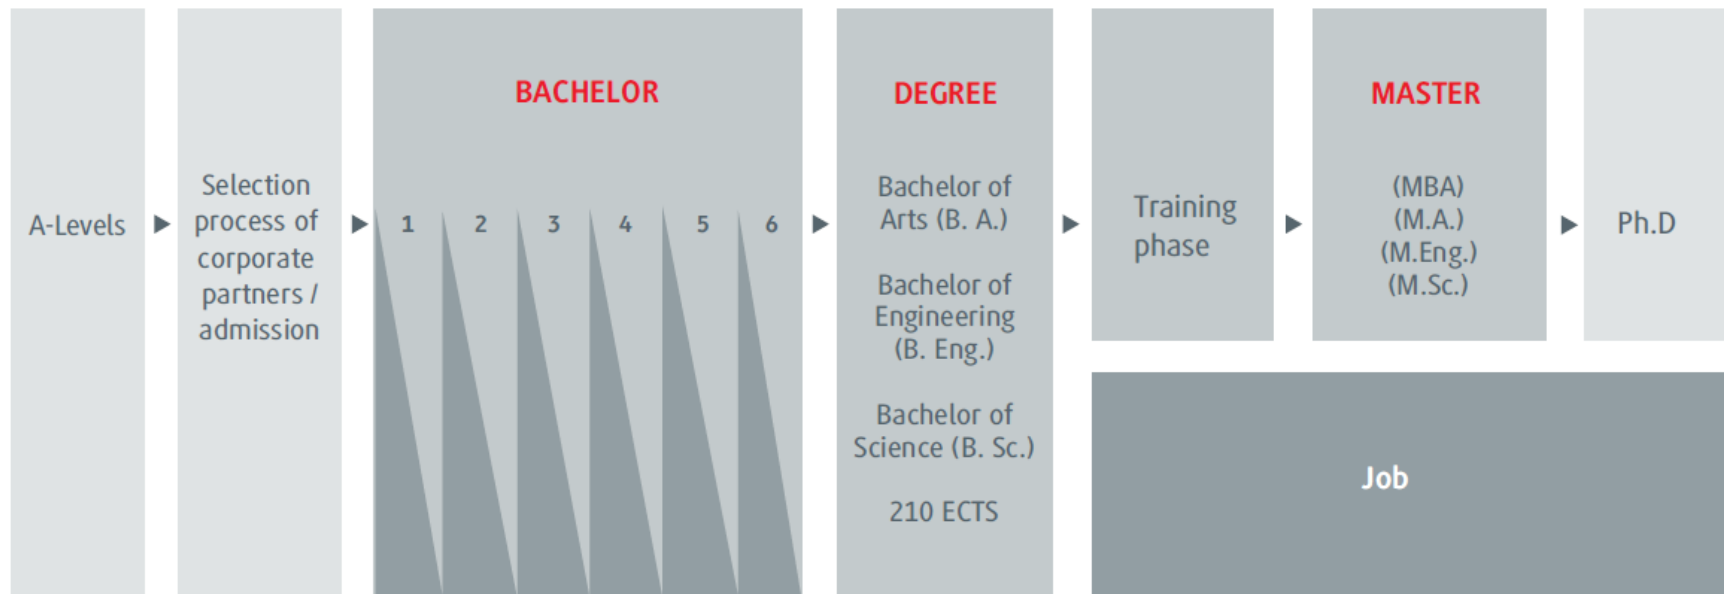 A-Levels
Selection
process of
corporate
partners /
admission
BACHELOR
1 2 3 4 5 6
DEGREE
Bachelor of
Arts (B. A.)
Bachelor of
Engineering
(B. Eng.)
Bachelor of
Science (B. Sc.)
210 ECTS
Training
phase
MASTER
(MBA)
(M.A.)
(M.Eng.)
(M.Sc.)
Ph.D
Job